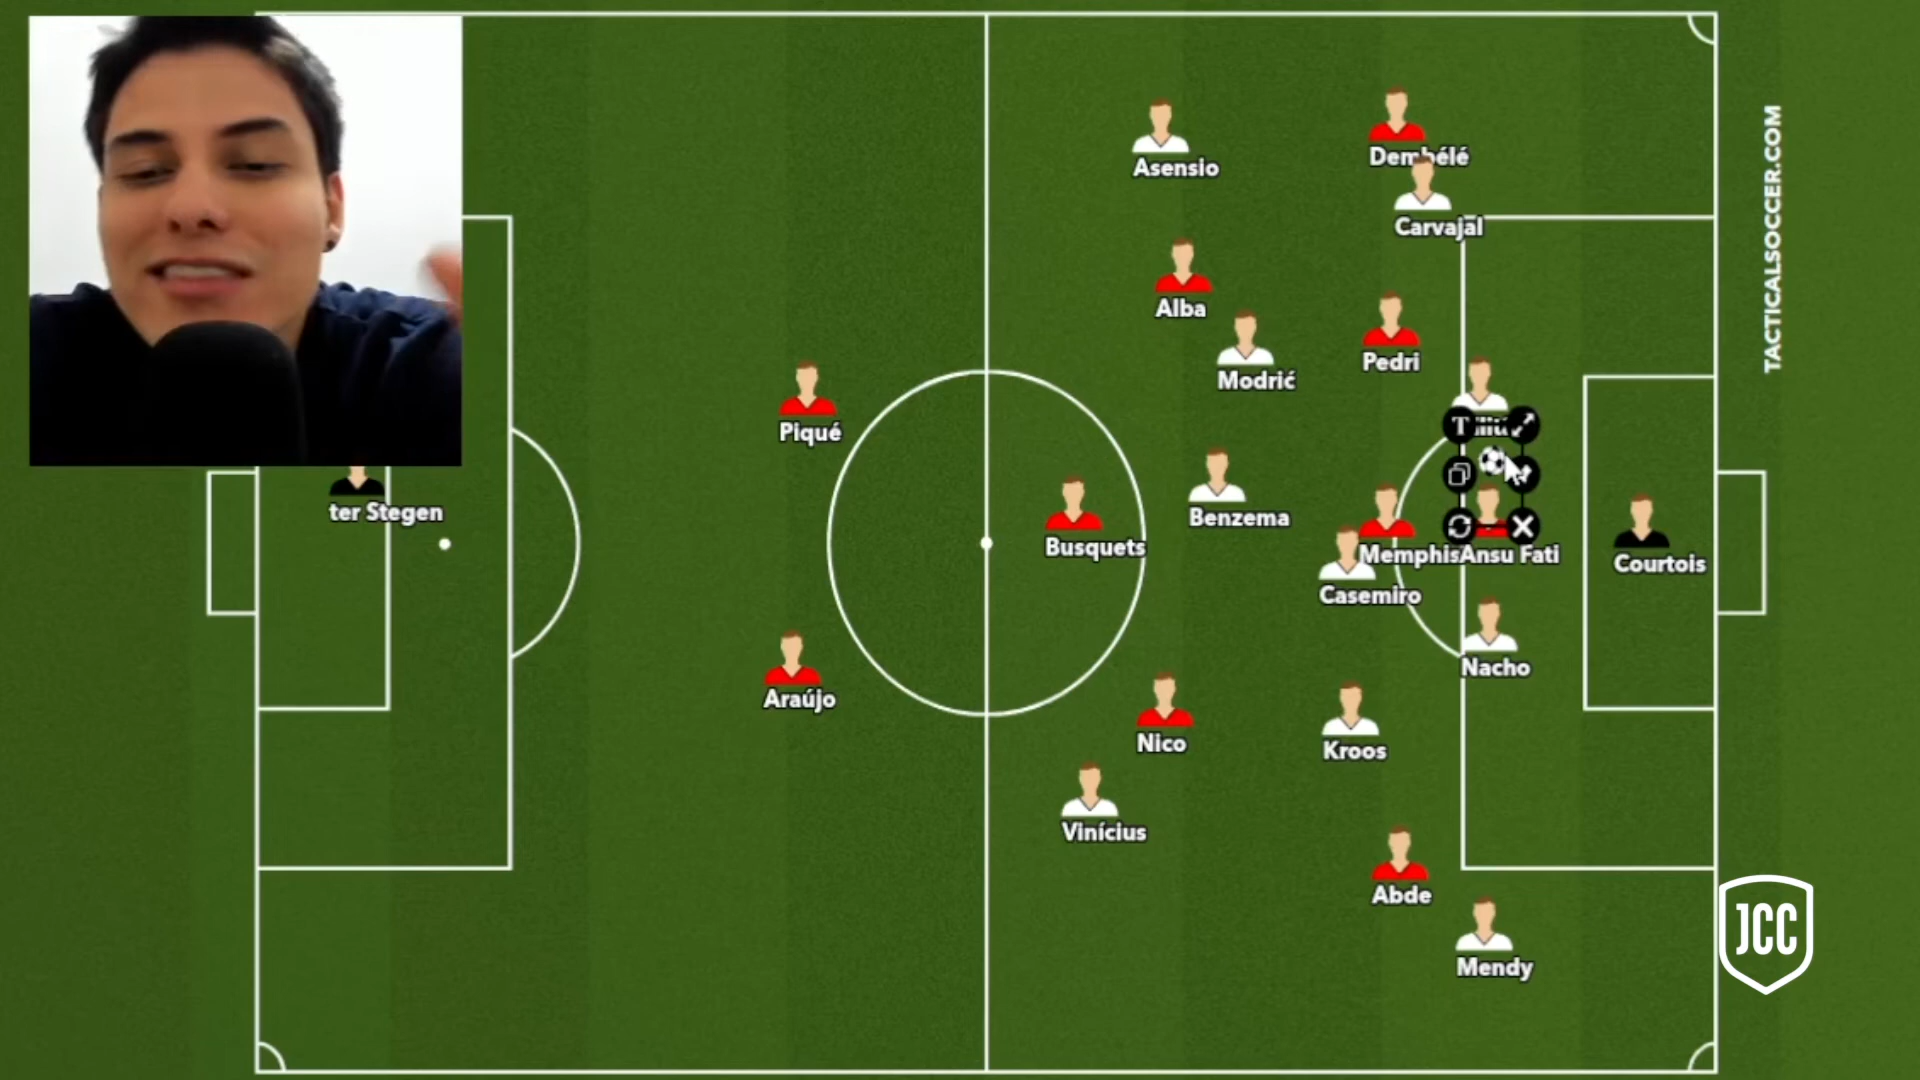 TACTICALSOCCER.COM
Asensio
Dembélé
Carvajal
Alba
Pedri
Modrić
Piqué
ter Stegen
Benzema
Busquets
Memphis
Ansu Fati
Courtois
Casemiro
Nacho
Araújo
Nico
Kroos
Vinícius
Abde
Mendy
JCC